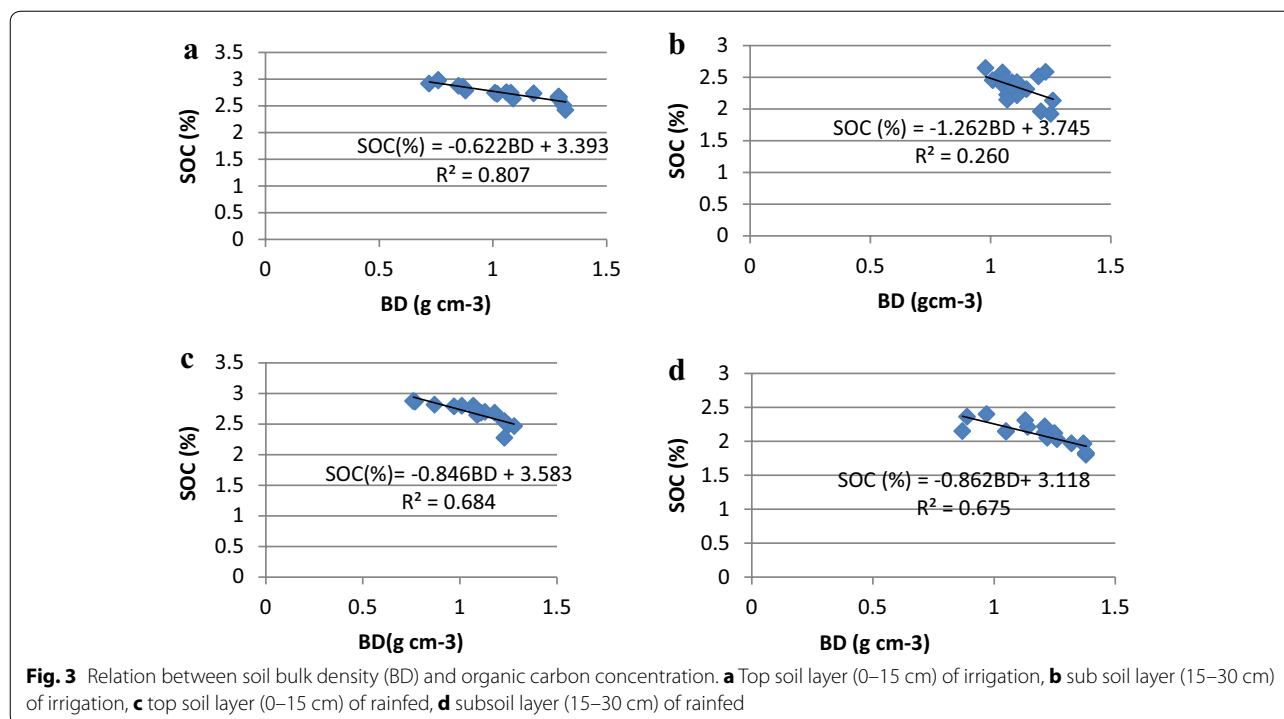 a
3.5
3
2.5
2
1.5
1
0.5
0
SOC (%)
SOC(%) = -0.622BD + 3.393
R² = 0.807
0 0.5 1 1.5
BD (g cm-3)
b
3
2.5
2
1.5
1
0.5
0
SOC (%)
SOC (%) = -1.262BD + 3.745
R² = 0.260
0 0.5 1 1.5
BD (gcm-3)
c
3.5
3
2.5
2
1.5
1
0.5
0
SOC (%)
SOC(%)= -0.846BD + 3.583
R² = 0.684
0 0.5 1 1.5
BD(g cm-3)
d
3
2.5
2
1.5
1
0.5
0
SOC (%)
SOC (%) = -0.862BD+ 3.118
R² = 0.675
0 0.5 1 1.5
BD (g cm-3)
Fig. 3 Relation between soil bulk density (BD) and organic carbon concentration. a Top soil layer (0–15 cm) of irrigation, b sub soil layer (15–30 cm)
of irrigation, c top soil layer (0–15 cm) of rainfed, d subsoil layer (15–30 cm) of rainfed